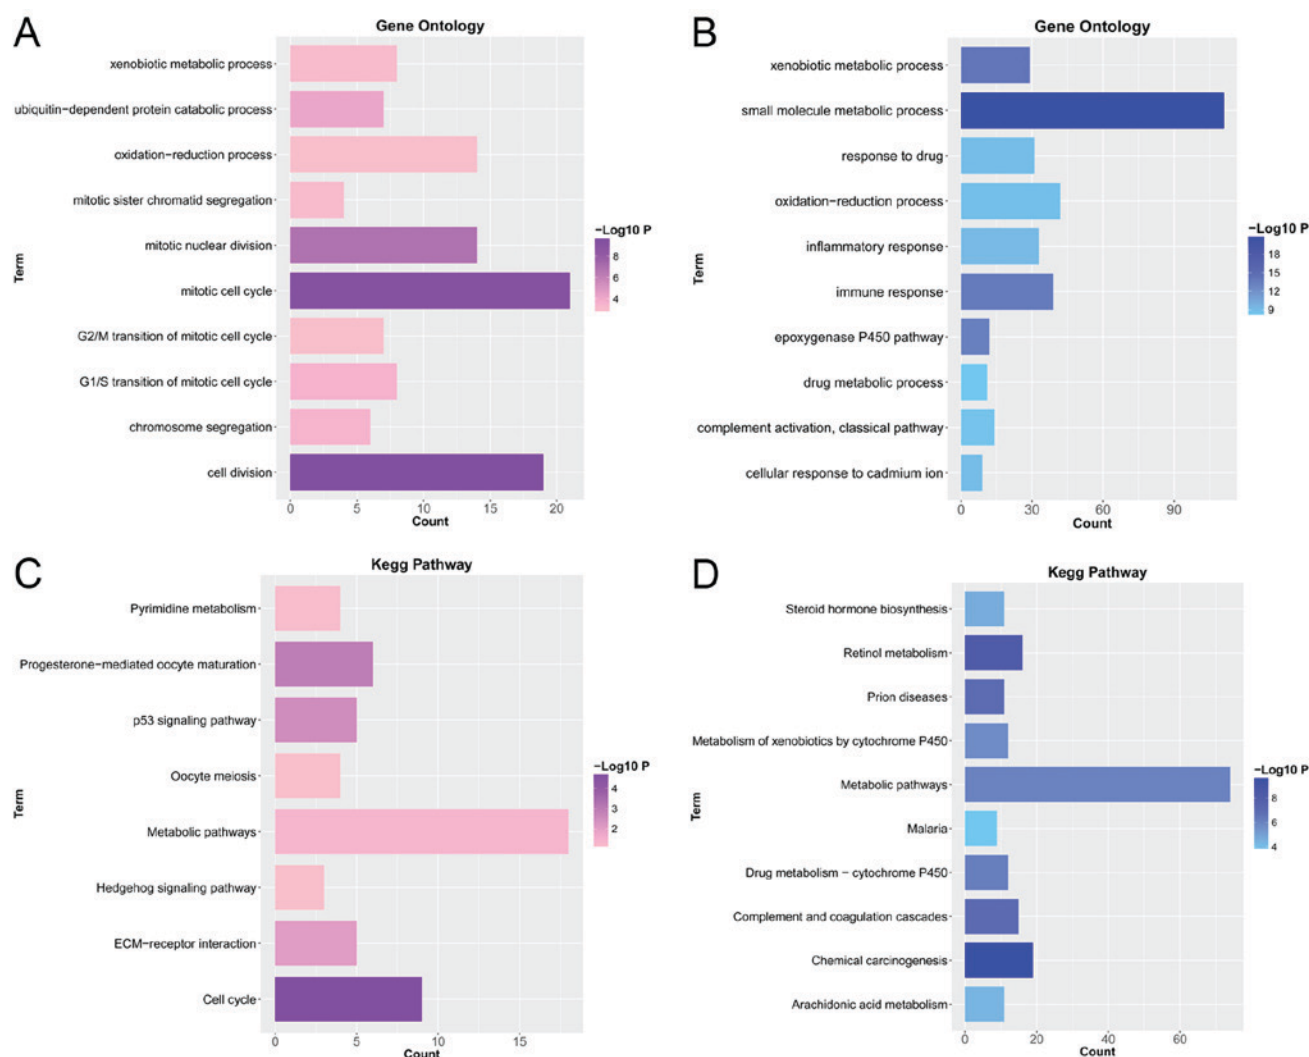 A
Gene Ontology
xenobiotic metabolic process
ubiquitin-dependent protein catabolic process
oxidation-reduction process
mitotic sister chromatid segregation
mitotic nuclear division
mitotic cell cycle
G2/M transition of mitotic cell cycle
G1/S transition of mitotic cell cycle
chromosome segregation
cell division
Term
0 5 10 15 20
Count
-Log10 P
8
6
4
B
Gene Ontology
xenobiotic metabolic process
small molecule metabolic process
response to drug
oxidation-reduction process
inflammatory response
immune response
epoxygenase P450 pathway
drug metabolic process
complement activation, classical pathway
cellular response to cadmium ion
Term
0 30 60 90
Count
-Log10 P
18
15
12
9
C
Kegg Pathway
Pyrimidine metabolism
Progesterone-mediated oocyte maturation
p53 signaling pathway
Oocyte meiosis
Metabolic pathways
Hedgehog signaling pathway
ECM-receptor interaction
Cell cycle
Term
0 5 10 15
Count
-Log10 P
4
3
2
D
Kegg Pathway
Steroid hormone biosynthesis
Retinol metabolism
Prion diseases
Metabolism of xenobiotics by cytochrome P450
Metabolic pathways
Malaria
Drug metabolism - cytochrome P450
Complement and coagulation cascades
Chemical carcinogenesis
Arachidonic acid metabolism
Term
0 20 40 60
Count
-Log10 P
8
6
4